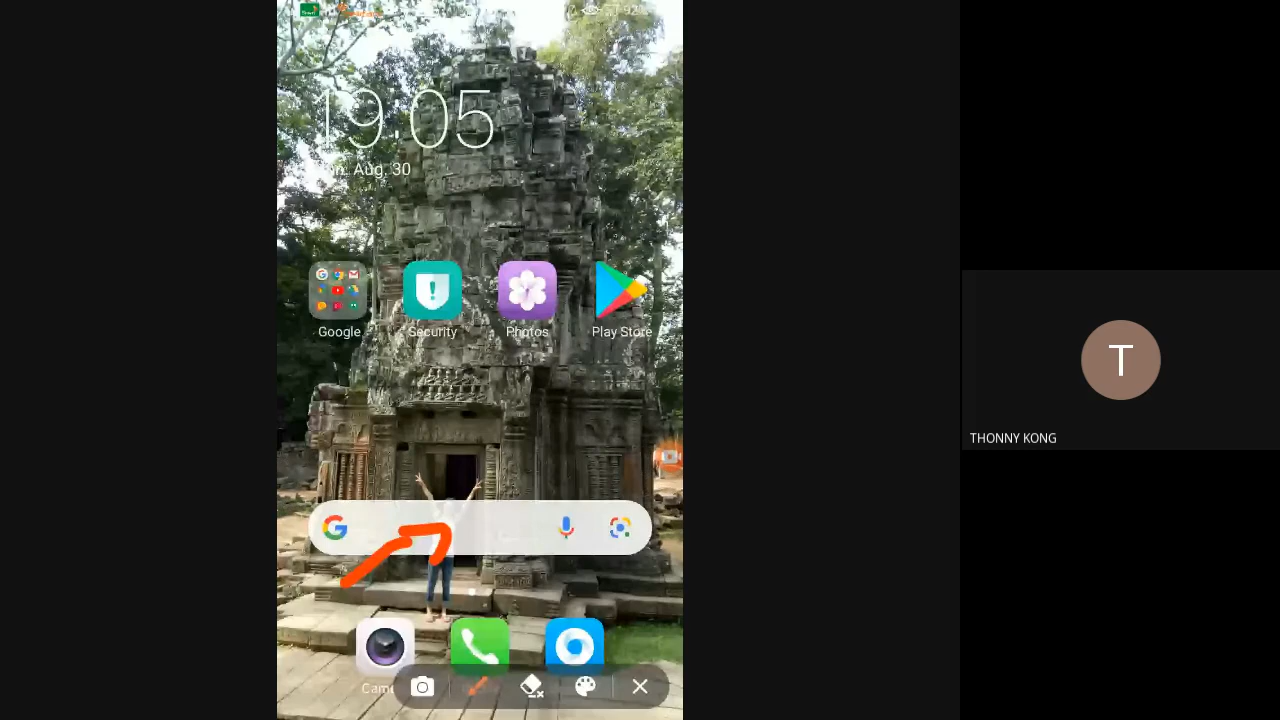 19:05
Aug. 30
Google
Security
Photos
Play Store
T
THONNY KONG